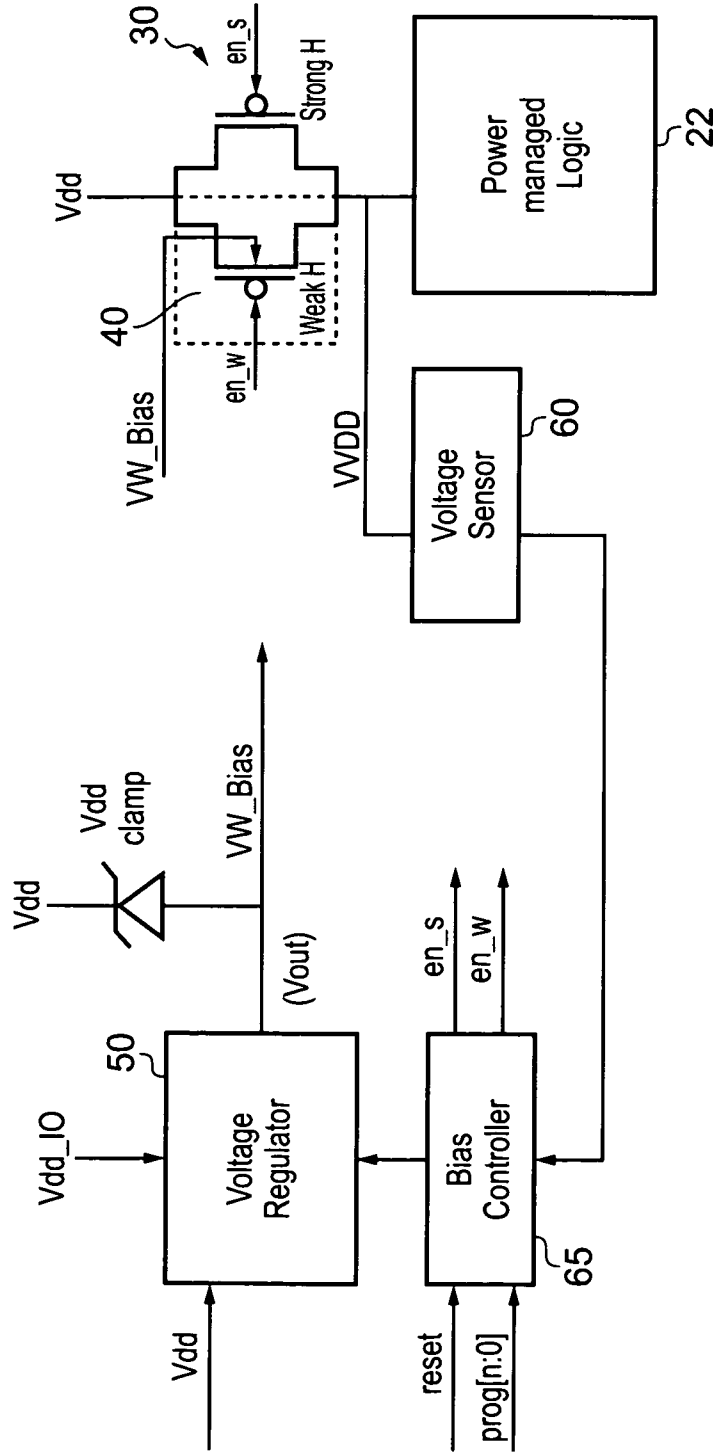 Vdd
Vdd_IO
Voltage
Regulator
50
Vdd
Vdd
clamp
(Vout)
VW_Bias
reset
prog[n:0]
Bias
Controller
65
en_s
en_w
VW_Bias
Vdd
40
en_w
Weak H
Strong H
en_s
30
VVDD
Voltage
Sensor
60
Power
managed
Logic
22